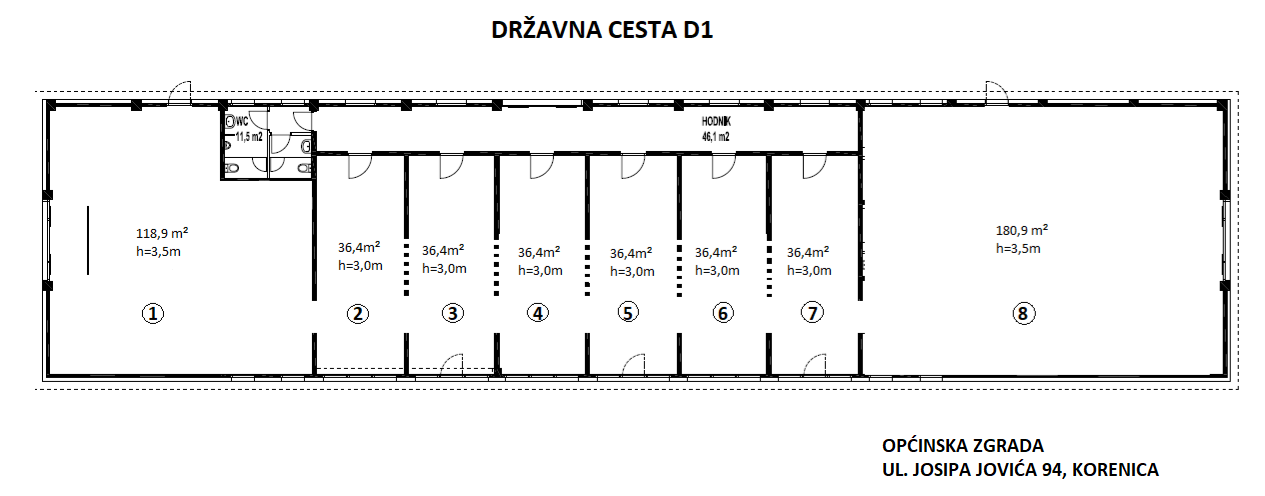 DRŽAVNA CESTA D1
WC
11,5 m2
HODNIK
46,1 m2
118,9 m²
h=3,5m
36,4m²
h=3,0m
36,4m²
h=3,0m
36,4m²
h=3,0m
36,4m²
h=3,0m
36,4m²
h=3,0m
36,4m²
h=3,0m
180,9 m²
h=3,5m
1
2
3
4
5
6
7
8
OPĆINSKA ZGRADA
UL. JOSIPA JOVIĆA 94, KORENICA